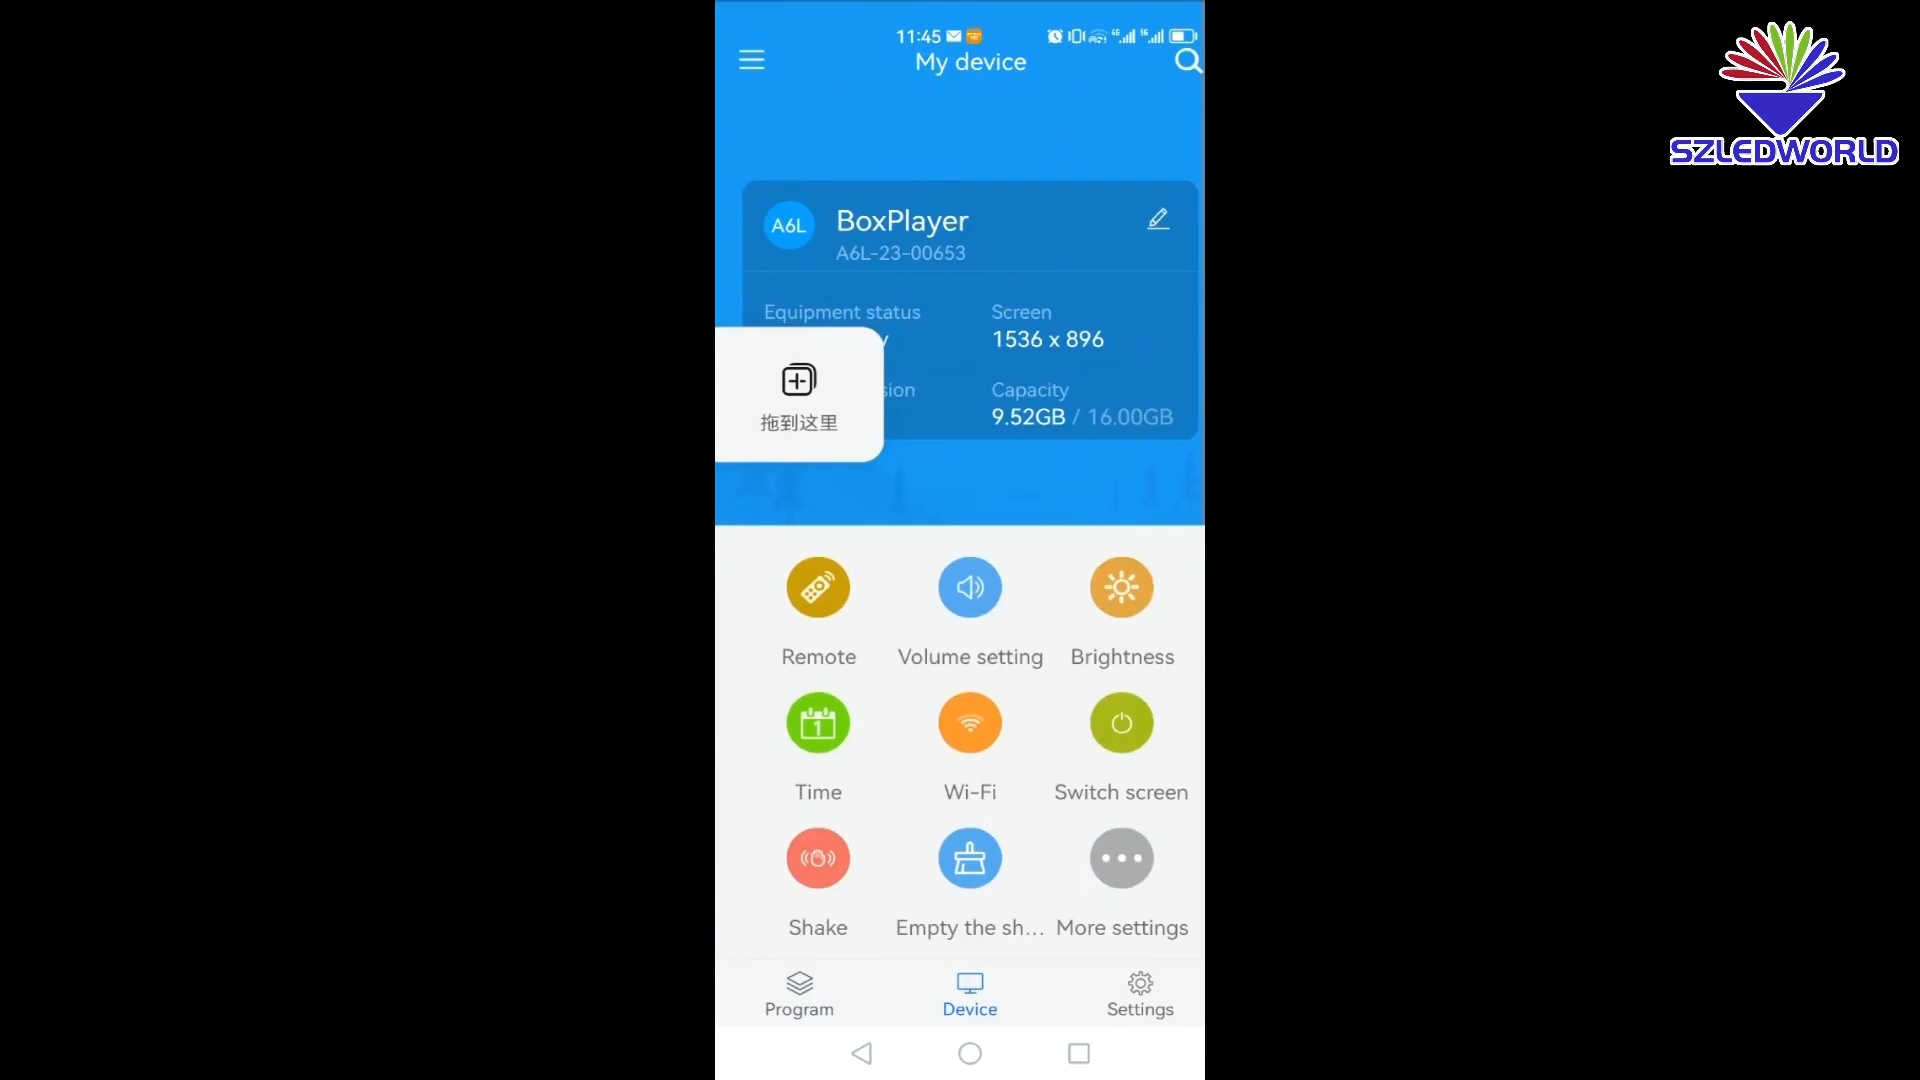 11:45
My device
SZLEDWORLD
A6L
BoxPlayer
A6L-23-00653
Equipment status
Screen
1536 x 896
Capacity
9.52GB / 16.00GB
拖到这里
Remote
Volume setting
Brightness
1
Time
Wi-Fi
Switch screen
Shake
Empty the sh...
More settings
Program
Device
Settings